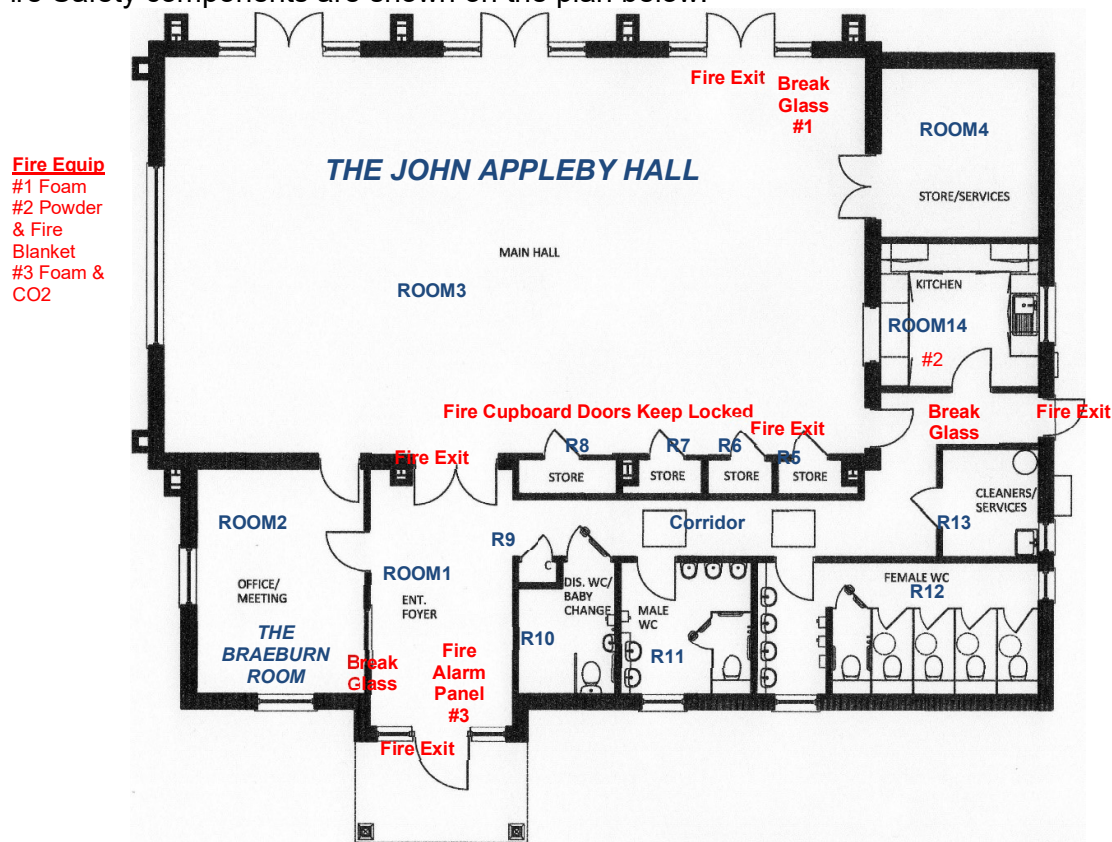 Fire Exit
Break
Glass
#1
ROOM4
STORE/SERVICES
Fire Equip
#1 Foam
#2 Powder
& Fire
Blanket
#3 Foam &
CO2
THE JOHN APPLEBY HALL
MAIN HALL
ROOM3
KITCHEN
ROOM14
#2
Fire Cupboard Doors Keep Locked
Fire Exit
Break
Glass
Fire Exit
Fire Exit
R8
R7
R6
R5
STORE
STORE
STORE
STORE
ROOM2
OFFICE/
MEETING
THE
BRAEBURN
ROOM
ROOM1
ENT.
FOYER
Break
Glass
Fire
Alarm
Panel
#3
Fire Exit
Corridor
R9
C
DIS. WC/
BABY
CHANGE
R10
MALE
WC
R11
FEMALE WC
R12
R13
CLEANERS/
SERVICES